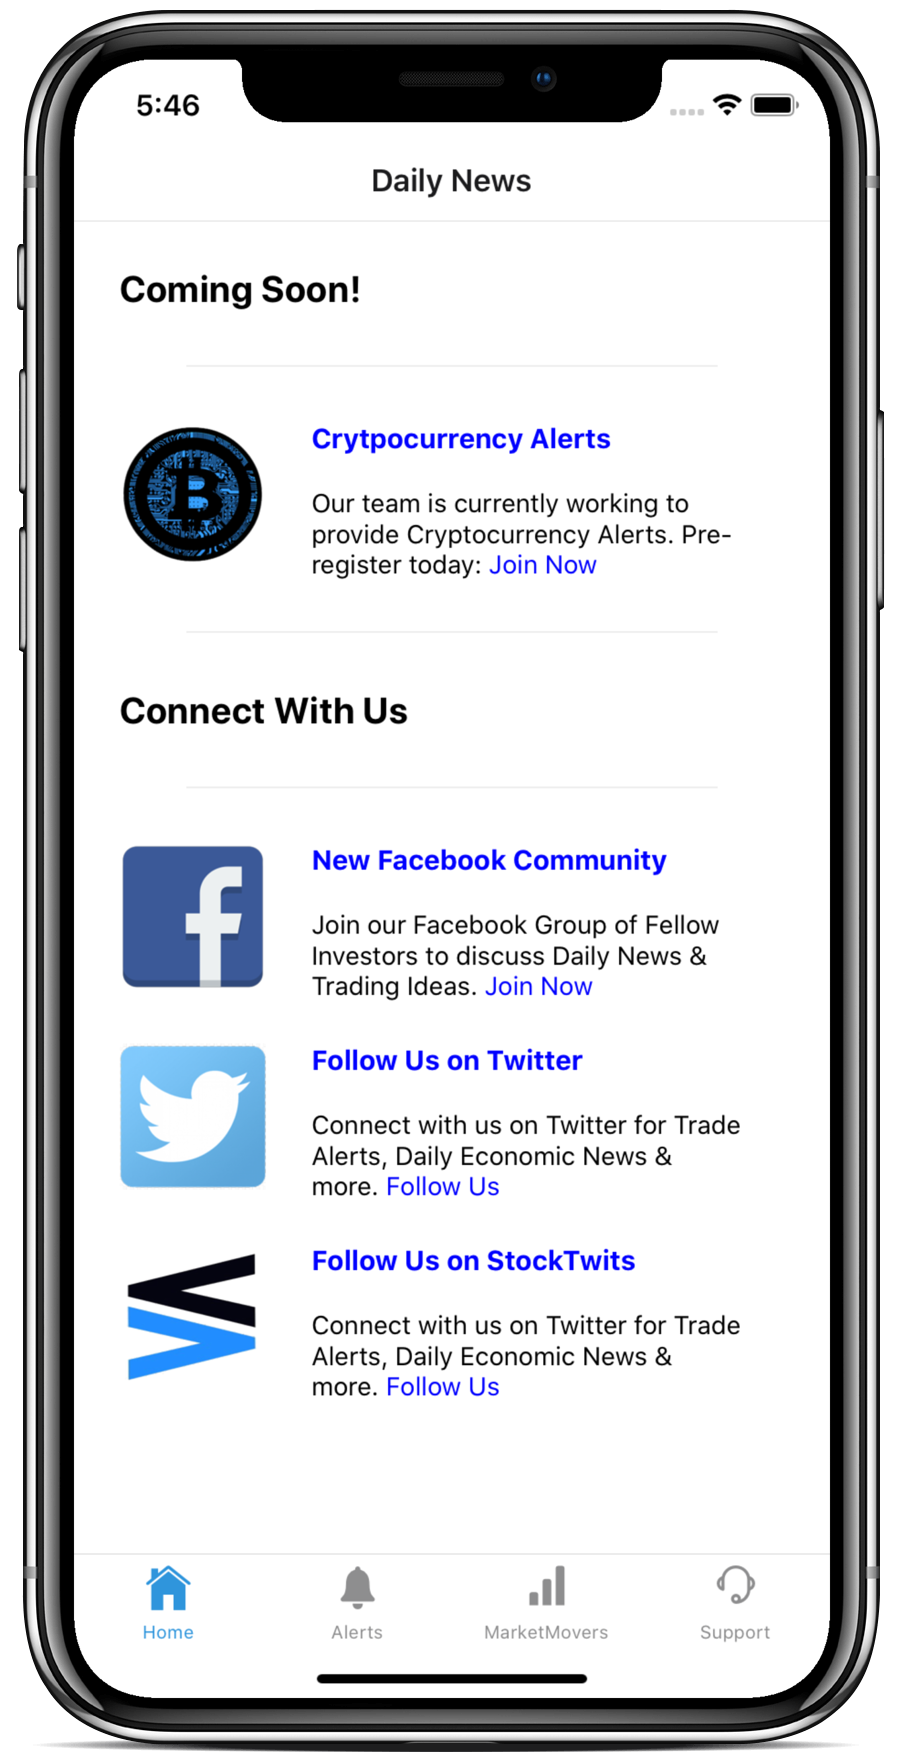 5:46
Daily News
Coming Soon!
Crytpocurrency Alerts
Our team is currently working to
provide Cryptocurrency Alerts. Pre-
register today: Join Now
Connect With Us
New Facebook Community
Join our Facebook Group of Fellow
Investors to discuss Daily News &
Trading Ideas. Join Now
Follow Us on Twitter
Connect with us on Twitter for Trade
Alerts, Daily Economic News &
more. Follow Us
Follow Us on StockTwits
Connect with us on Twitter for Trade
Alerts, Daily Economic News &
more. Follow Us
Home Alerts MarketMovers Support